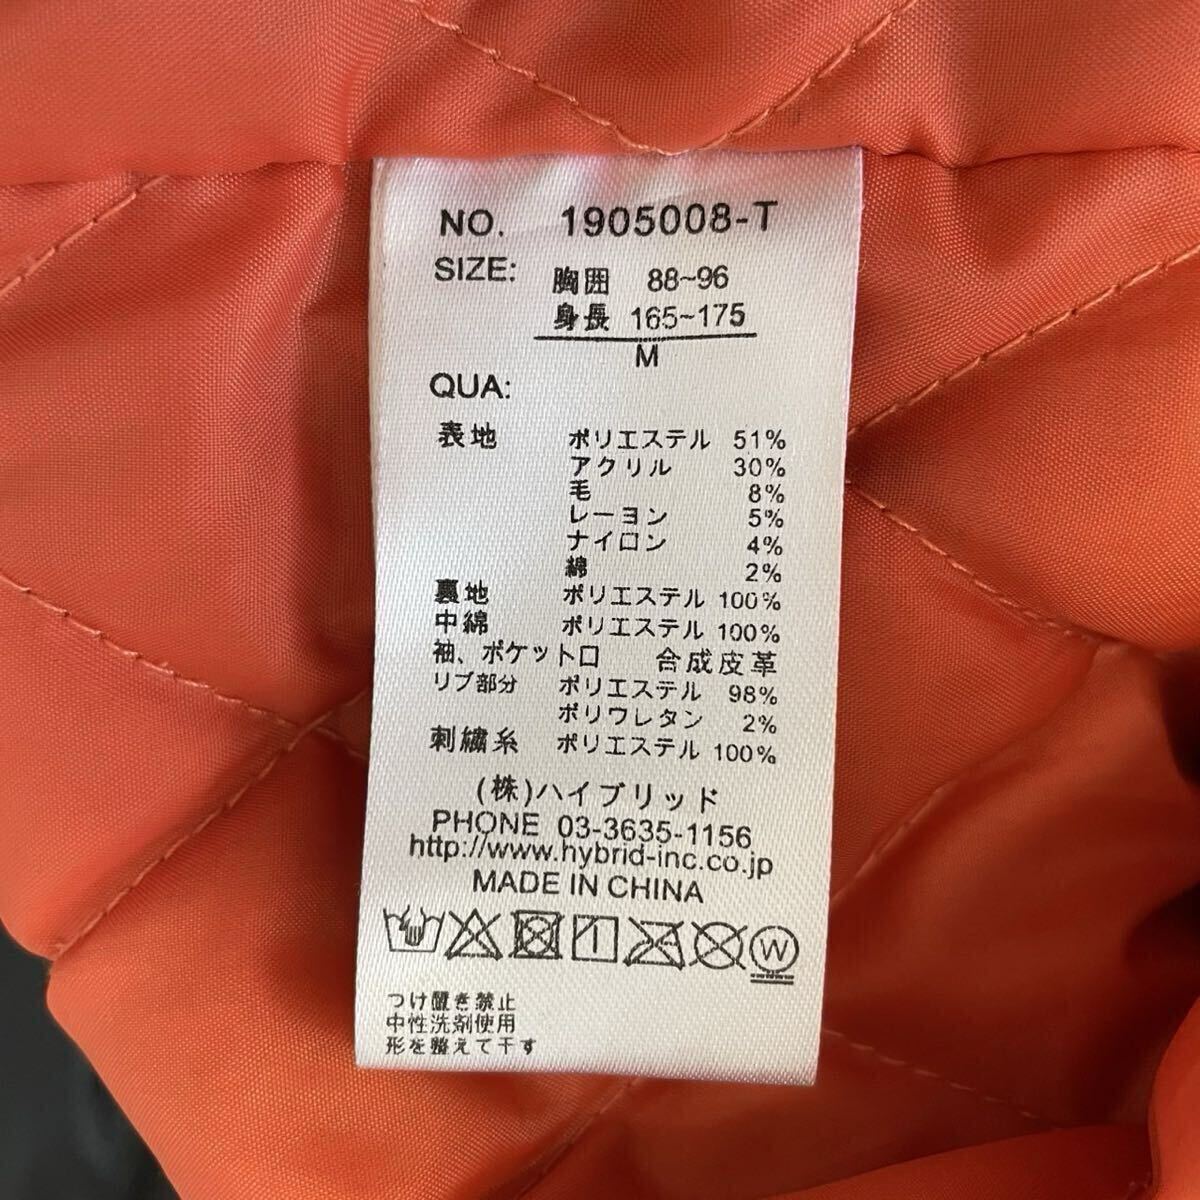 NO. 1905008-T
SIZE: 胸囲 88~96
身長 165~175
M
QUA:
表地 ポリエステル 51%
アクリル 30%
毛 8%
レーヨン 5%
ナイロン 4%
綿 2%
裏地 ポリエステル 100%
中綿 ポリエステル 100%
袖、ポケット口 合成皮革
リブ部分 ポリエステル 98%
ポリウレタン 2%
刺繍糸 ポリエステル 100%
(株)ハイブリッド
PHONE 03-3635-1156
http://www.hybrid-inc.co.jp
MADE IN CHINA
W
つけ置き禁止
中性洗剤使用
形を整えて干す